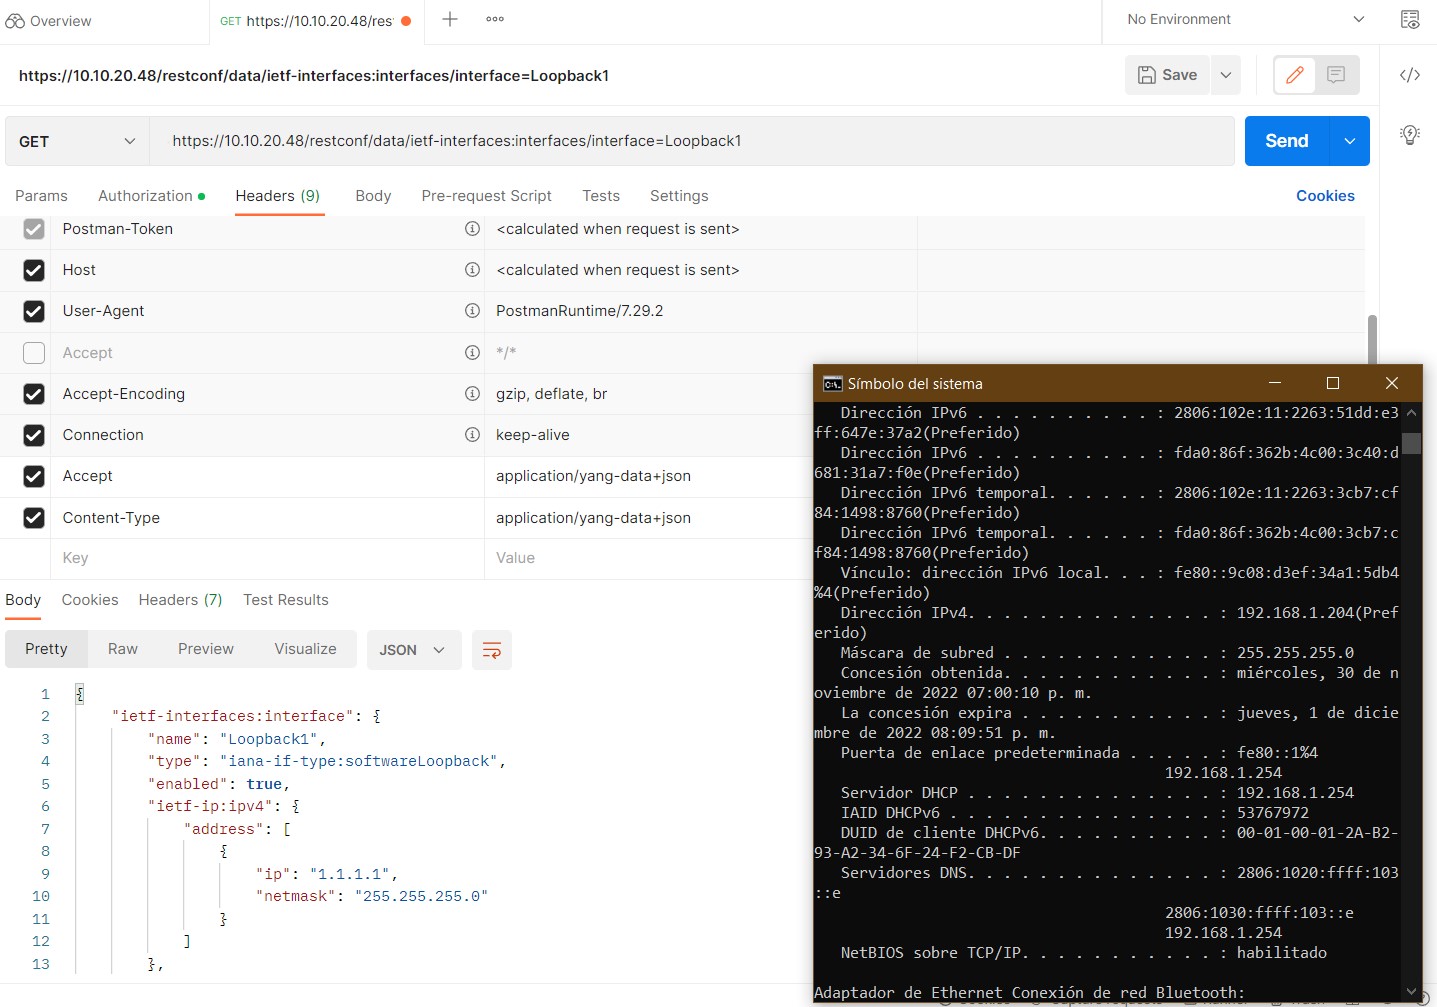 Overview
GET https://10.10.20.48/res
No Environment
https://10.10.20.48/restconf/data/ietf-interfaces:interfaces/interface=Loopback1
Save
GET
https://10.10.20.48/restconf/data/ietf-interfaces:interfaces/interface=Loopback1
Send
Params Authorization Headers (9) Body Pre-request Script Tests Settings
Cookies
Postman-Token <calculated when request is sent>
Host <calculated when request is sent>
User-Agent PostmanRuntime/7.29.2
Accept */*
Accept-Encoding gzip, deflate, br
Connection keep-alive
Accept application/yang-data+json
Content-Type application/yang-data+json
Key Value
Body Cookies Headers (7) Test Results
Pretty Raw Preview Visualize JSON
1 {
2 "ietf-interfaces:interface": {
3 "name": "Loopback1",
4 "type": "iana-if-type:softwareLoopback",
5 "enabled": true,
6 "ietf-ip:ipv4": {
7 "address": [
8 {
9 "ip": "1.1.1.1",
10 "netmask": "255.255.255.0"
11 }
12 ]
13 },
Símbolo del sistema
Dirección IPv6 . . . . . . . . . . : 2806:102e:11:2263:51dd:e3
ff:647e:37a2(Preferido)
Dirección IPv6 . . . . . . . . . . : fda0:86f:362b:4c00:3c40:d
681:31a7:f0e(Preferido)
Dirección IPv6 temporal. . . . . . : 2806:102e:11:2263:3cb7:cf
84:1498:8760(Preferido)
Dirección IPv6 temporal. . . . . . : fda0:86f:362b:4c00:3cb7:c
f84:1498:8760(Preferido)
Vínculo: dirección IPv6 local. . . : fe80::9c08:d3ef:34a1:5db4
%4(Preferido)
Dirección IPv4. . . . . . . . . . . . . . : 192.168.1.204(Pref
erido)
Máscara de subred . . . . . . . . . . . . : 255.255.255.0
Concesión obtenida. . . . . . . . . . . . : miércoles, 30 de n
oviembre de 2022 07:00:10 p. m.
La concesión expira . . . . . . . . . . . : jueves, 1 de dicie
mbre de 2022 08:09:51 p. m.
Puerta de enlace predeterminada . . . . . : fe80::1%4
192.168.1.254
Servidor DHCP . . . . . . . . . . . . . . : 192.168.1.254
IAID DHCPv6 . . . . . . . . . . . . . . . : 53767972
DUID de cliente DHCPv6. . . . . . . . . . : 00-01-00-01-2A-B2-
93-A2-34-6F-24-F2-CB-DF
Servidores DNS. . . . . . . . . . . . . . : 2806:1020:ffff:103
::e
2806:1030:ffff:103::e
192.168.1.254
NetBIOS sobre TCP/IP. . . . . . . . . . . : habilitado
Adaptador de Ethernet Conexión de red Bluetooth: